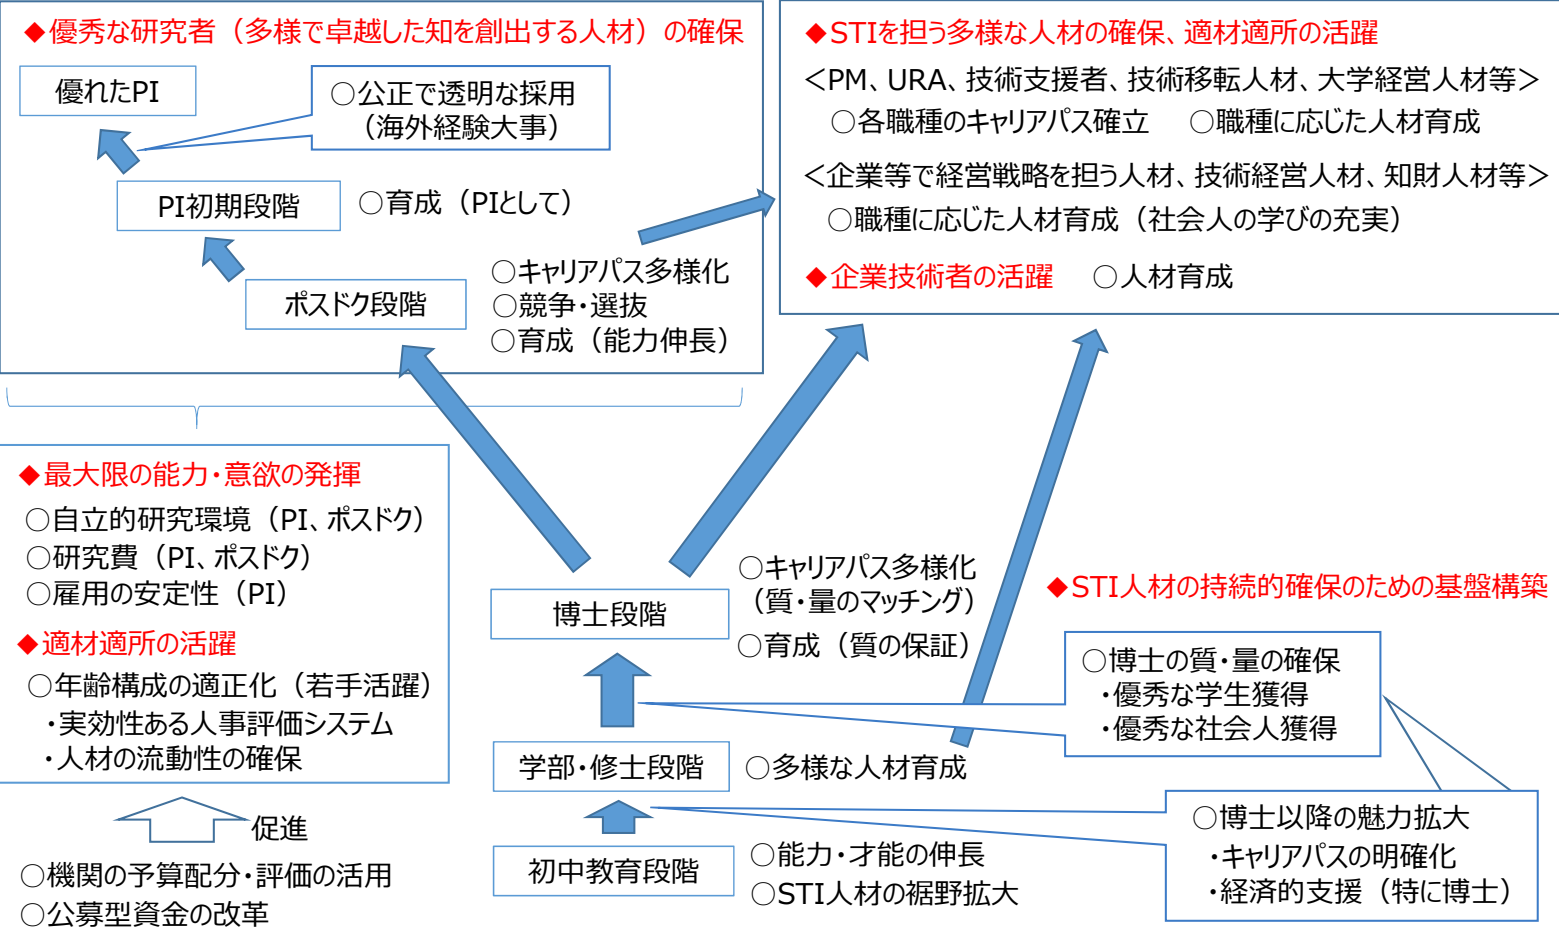 ◆優秀な研究者（多様で卓越した知を創出する人材）の確保
優れたPI
○公正で透明な採用
（海外経験大事）
PI初期段階
○育成（PIとして）
ポスドク段階
○キャリアパス多様化
○競争・選抜
○育成（能力伸長）
◆STIを担う多様な人材の確保、適材適所の活躍
＜PM、URA、技術支援者、技術移転人材、大学経営人材等＞
○各職種のキャリアパス確立　○職種に応じた人材育成
＜企業等で経営戦略を担う人材、技術経営人材、知財人材等＞
○職種に応じた人材育成（社会人の学びの充実）
◆企業技術者の活躍　○人材育成
◆最大限の能力・意欲の発揮
○自立的研究環境（PI、ポスドク）
○研究費（PI、ポスドク）
○雇用の安定性（PI）
◆適材適所の活躍
○年齢構成の適正化（若手活躍）
・実効性ある人事評価システム
・人材の流動性の確保
促進
○機関の予算配分・評価の活用
○公募型資金の改革
博士段階
○キャリアパス多様化
（質・量のマッチング）
○育成（質の保証）
◆STI人材の持続的確保のための基盤構築
○博士の質・量の確保
・優秀な学生獲得
・優秀な社会人獲得
学部・修士段階
○多様な人材育成
○博士以降の魅力拡大
・キャリアパスの明確化
・経済的支援（特に博士）
初中教育段階
○能力・才能の伸長
○STI人材の裾野拡大